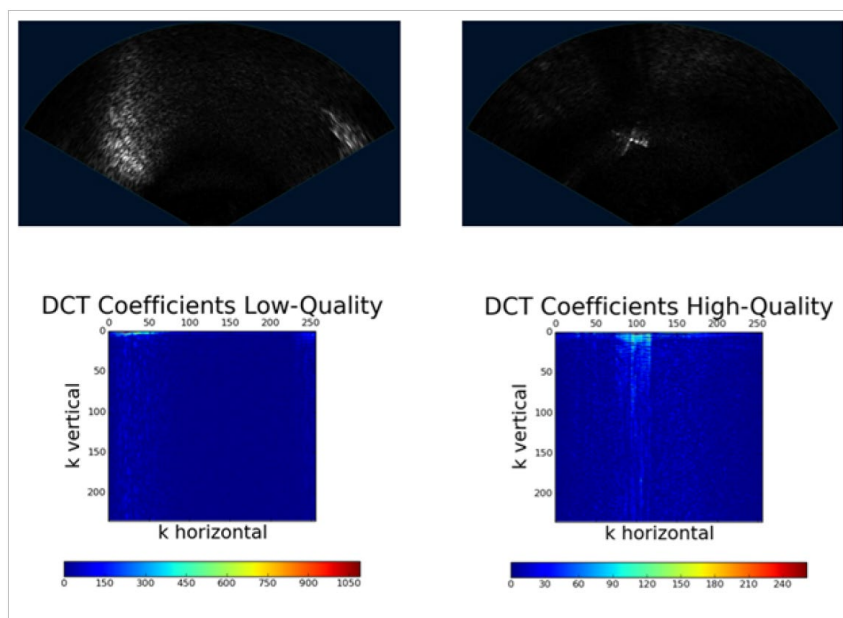 DCT Coefficients Low-Quality
0 50 100 150 200 250
0
50
100
150
200
k vertical
k horizontal
0 150 300 450 600 750 900 1050
DCT Coefficients High-Quality
0 50 100 150 200 250
0
50
100
150
200
k vertical
k horizontal
0 30 60 90 120 150 180 210 240